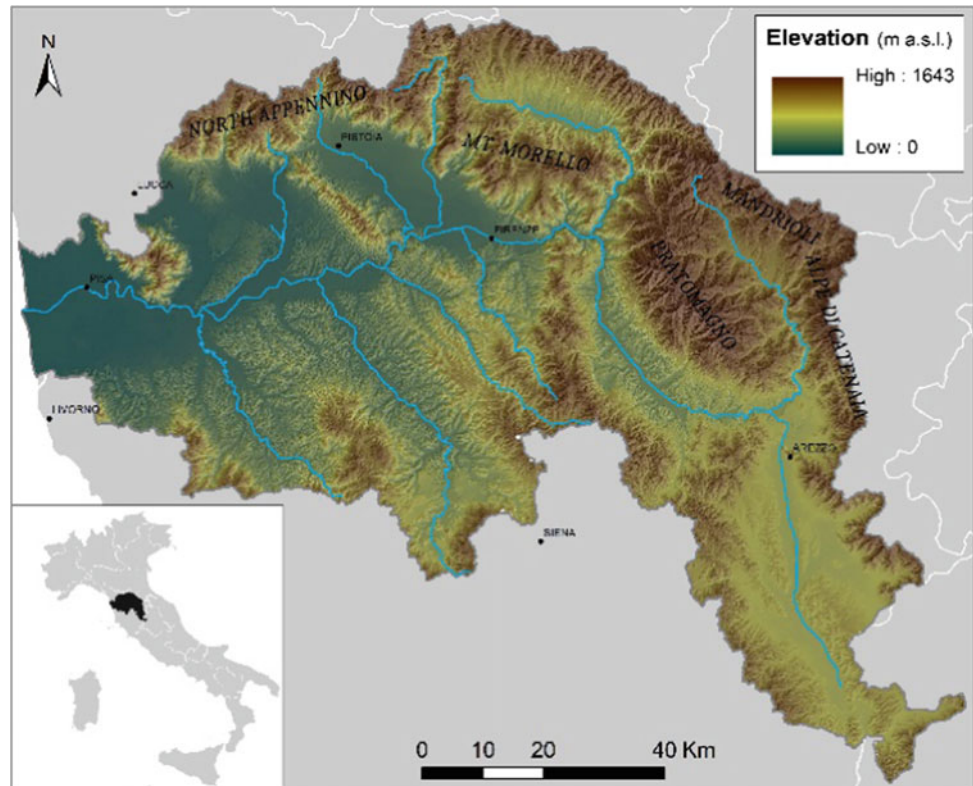 N
Elevation (m a.s.l.)
High : 1643
Low : 0
NORTH APPENNINO
PISTOIA
MT. MORELLO
LUCCA
MANDRIOLI
FIRENZE
PRATOMAGNO
ALPE DI CATENAIA
PISA
LIVORNO
AREZZO
SIENA
0 10 20 40 Km